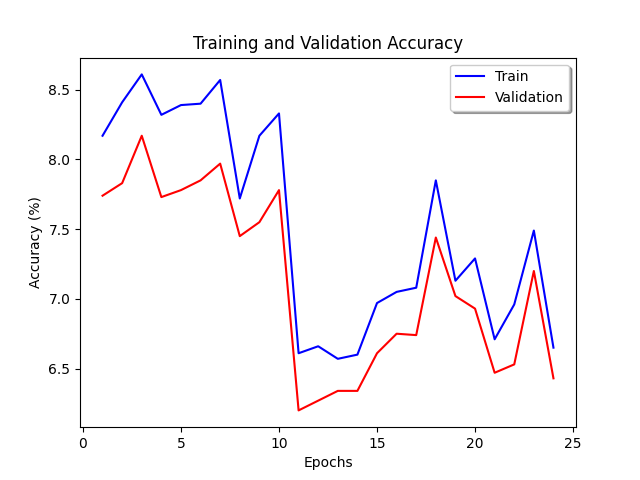 Training and Validation Accuracy
Train
Validation
Accuracy (%)
8.5
8.0
7.5
7.0
6.5
0 5 10 15 20 25
Epochs